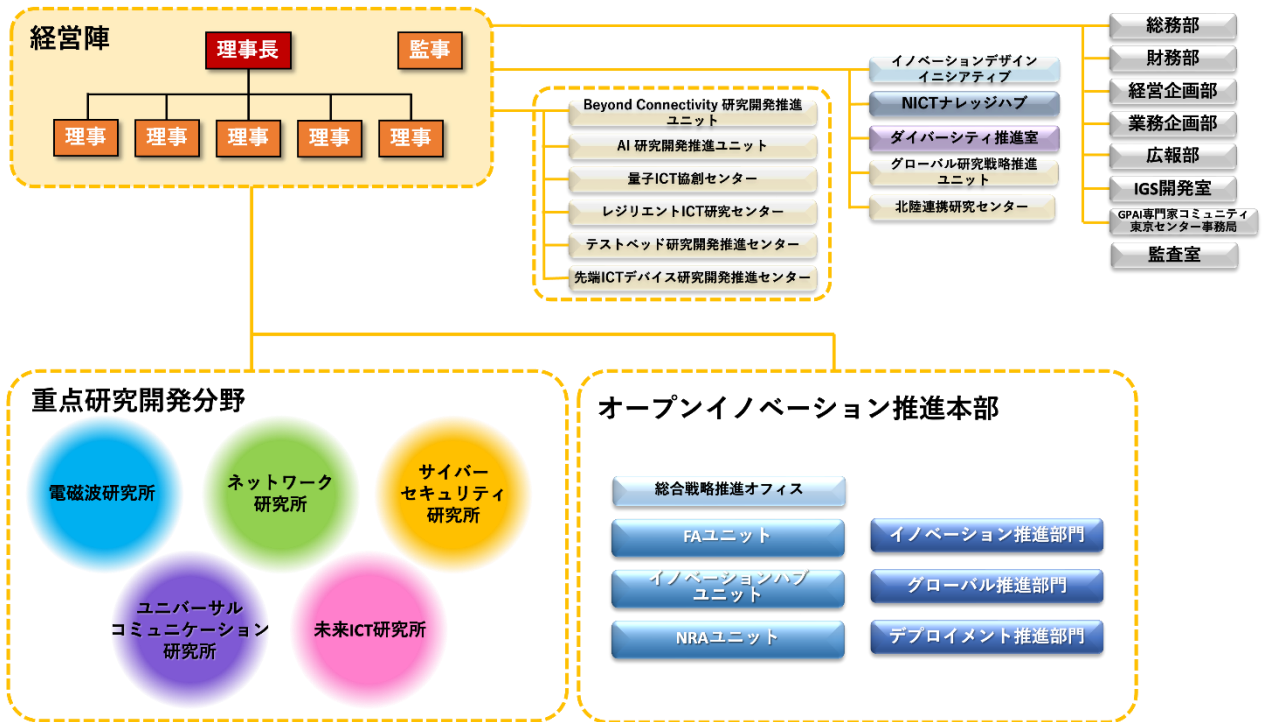 経営陣
理事長
監事
理事
理事
理事
理事
理事
Beyond Connectivity 研究開発推進
ユニット
AI 研究開発推進ユニット
量子ICT協創センター
レジリエントICT研究センター
テストベッド研究開発推進センター
先端ICTデバイス研究開発推進センター
イノベーションデザイン
イニシアティブ
NICTナレッジハブ
ダイバーシティ推進室
グローバル研究戦略推進
ユニット
北陸連携研究センター
総務部
財務部
経営企画部
業務企画部
広報部
IGS開発室
GPAI専門家コミュニティ
東京センター事務局
監査室
重点研究開発分野
電磁波研究所
ネットワーク
研究所
サイバー
セキュリティ
研究所
ユニバーサル
コミュニケーション
研究所
未来ICT研究所
オープンイノベーション推進本部
総合戦略推進オフィス
FAユニット
イノベーションハブ
ユニット
NRAユニット
イノベーション推進部門
グローバル推進部門
デプロイメント推進部門